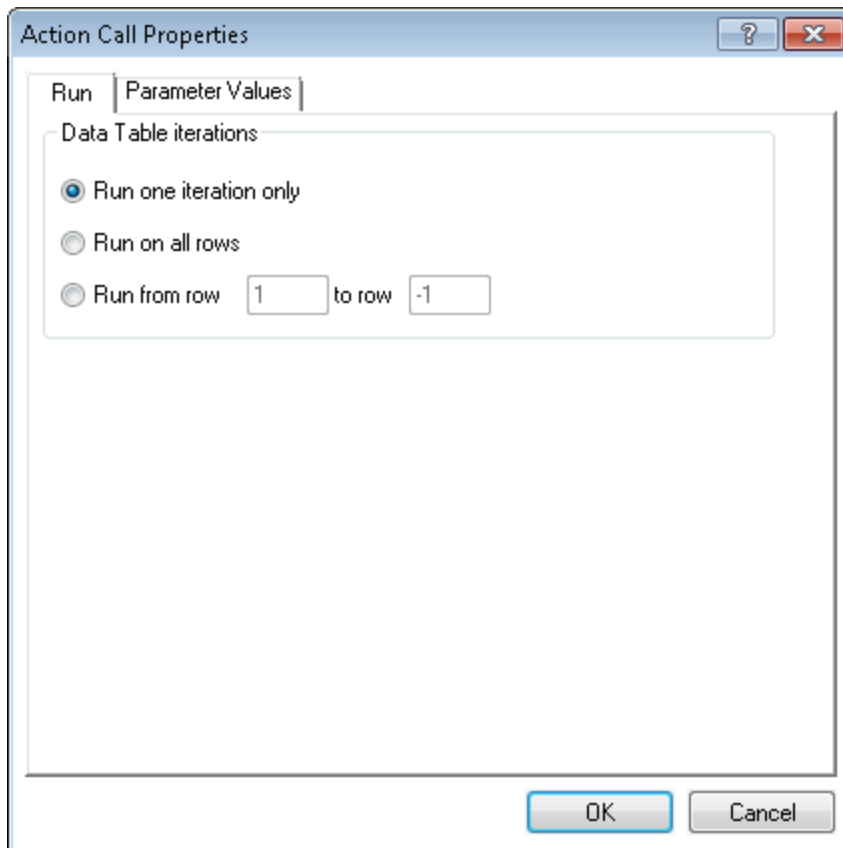 Action Call Properties ?
Run Parameter Values
Data Table iterations
Run one iteration only
Run on all rows
Run from row 1 to row -1
OK Cancel